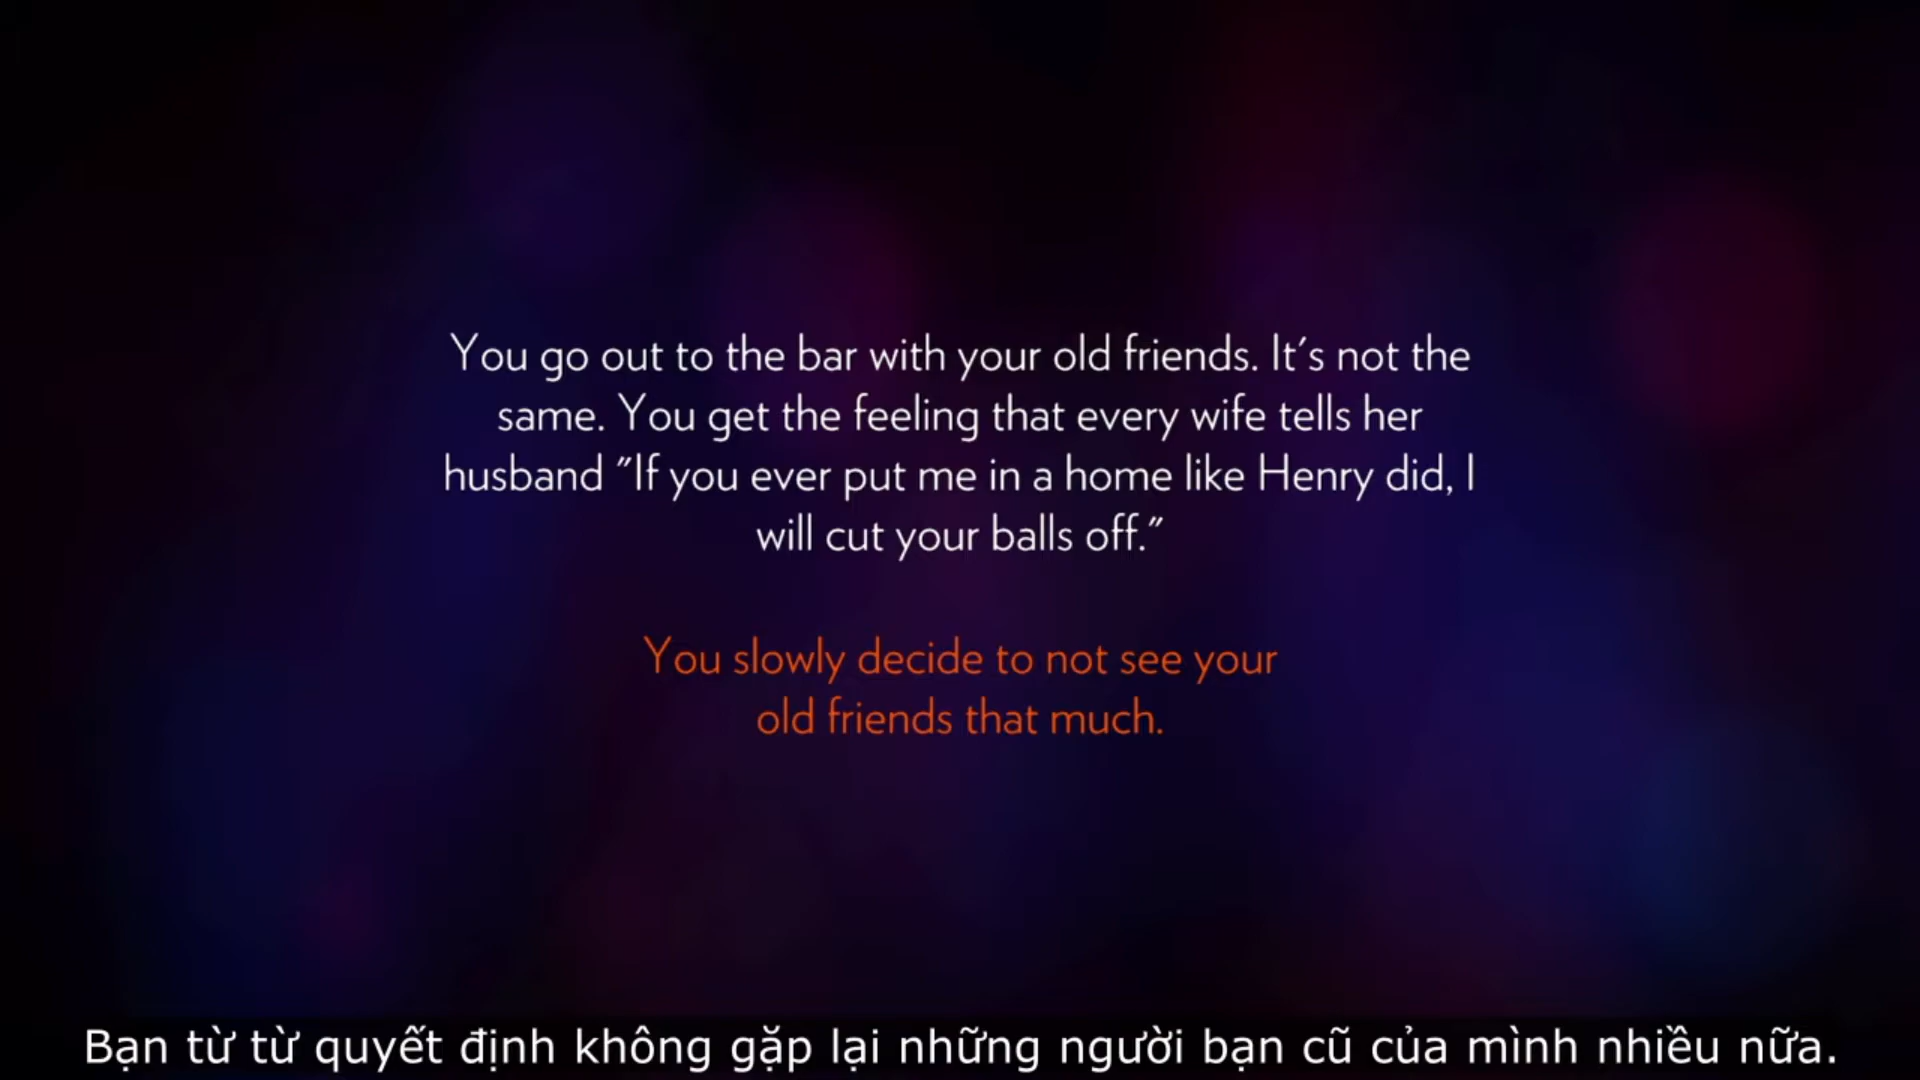 You go out to the bar with your old friends. It's not the
same. You get the feeling that every wife tells her
husband "If you ever put me in a home like Henry did, I
will cut your balls off."
You slowly decide to not see your
old friends that much.
Bạn từ từ quyết định không gặp lại những người bạn cũ của mình nhiều nữa.